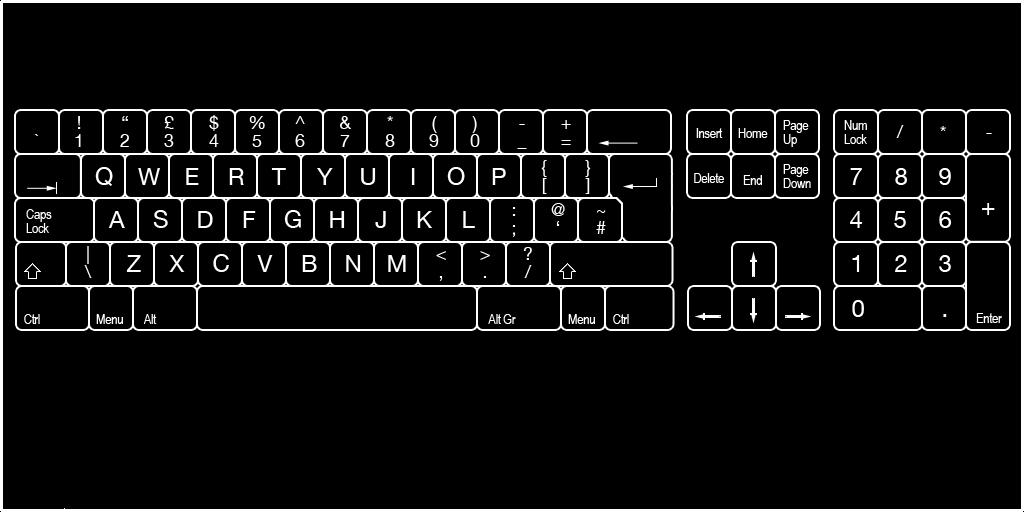 ! “ £ $ % ^ & * ( ) - +
` 1 2 3 4 5 6 7 8 9 0 _ =
Insert Home Page Up
Num Lock / * -
Q W E R T Y U I O P { [ } ]
Delete End Page Down
7 8 9 +
Caps Lock A S D F G H J K L : ; @ ‘ ~ #
4 5 6
| \ Z X C V B N M < , > . ? /
1 2 3 Enter
Ctrl Menu Alt Alt Gr Menu Ctrl
0 .